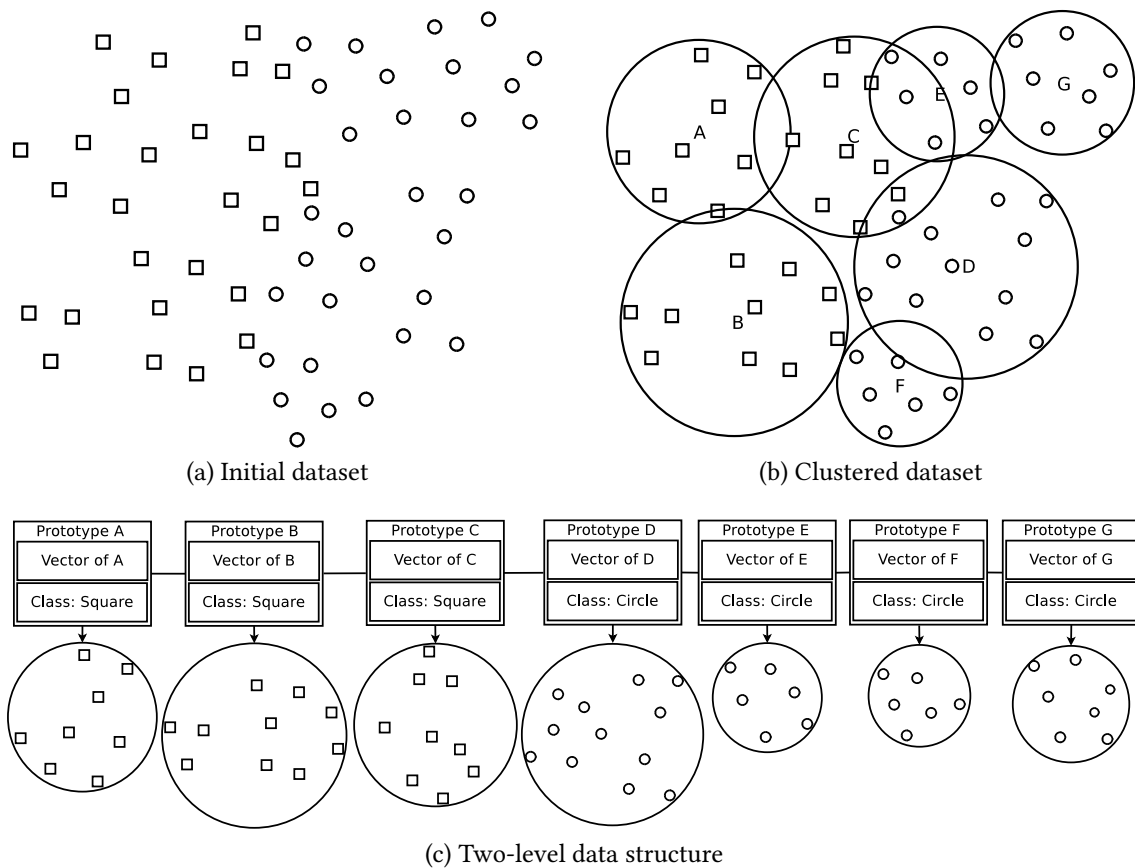 A
B
C
D
E
F
G
(a) Initial dataset
(b) Clustered dataset
Prototype A
Vector of A
Class: Square
Prototype B
Vector of B
Class: Square
Prototype C
Vector of C
Class: Square
Prototype D
Vector of D
Class: Circle
Prototype E
Vector of E
Class: Circle
Prototype F
Vector of F
Class: Circle
Prototype G
Vector of G
Class: Circle
(c) Two-level data structure